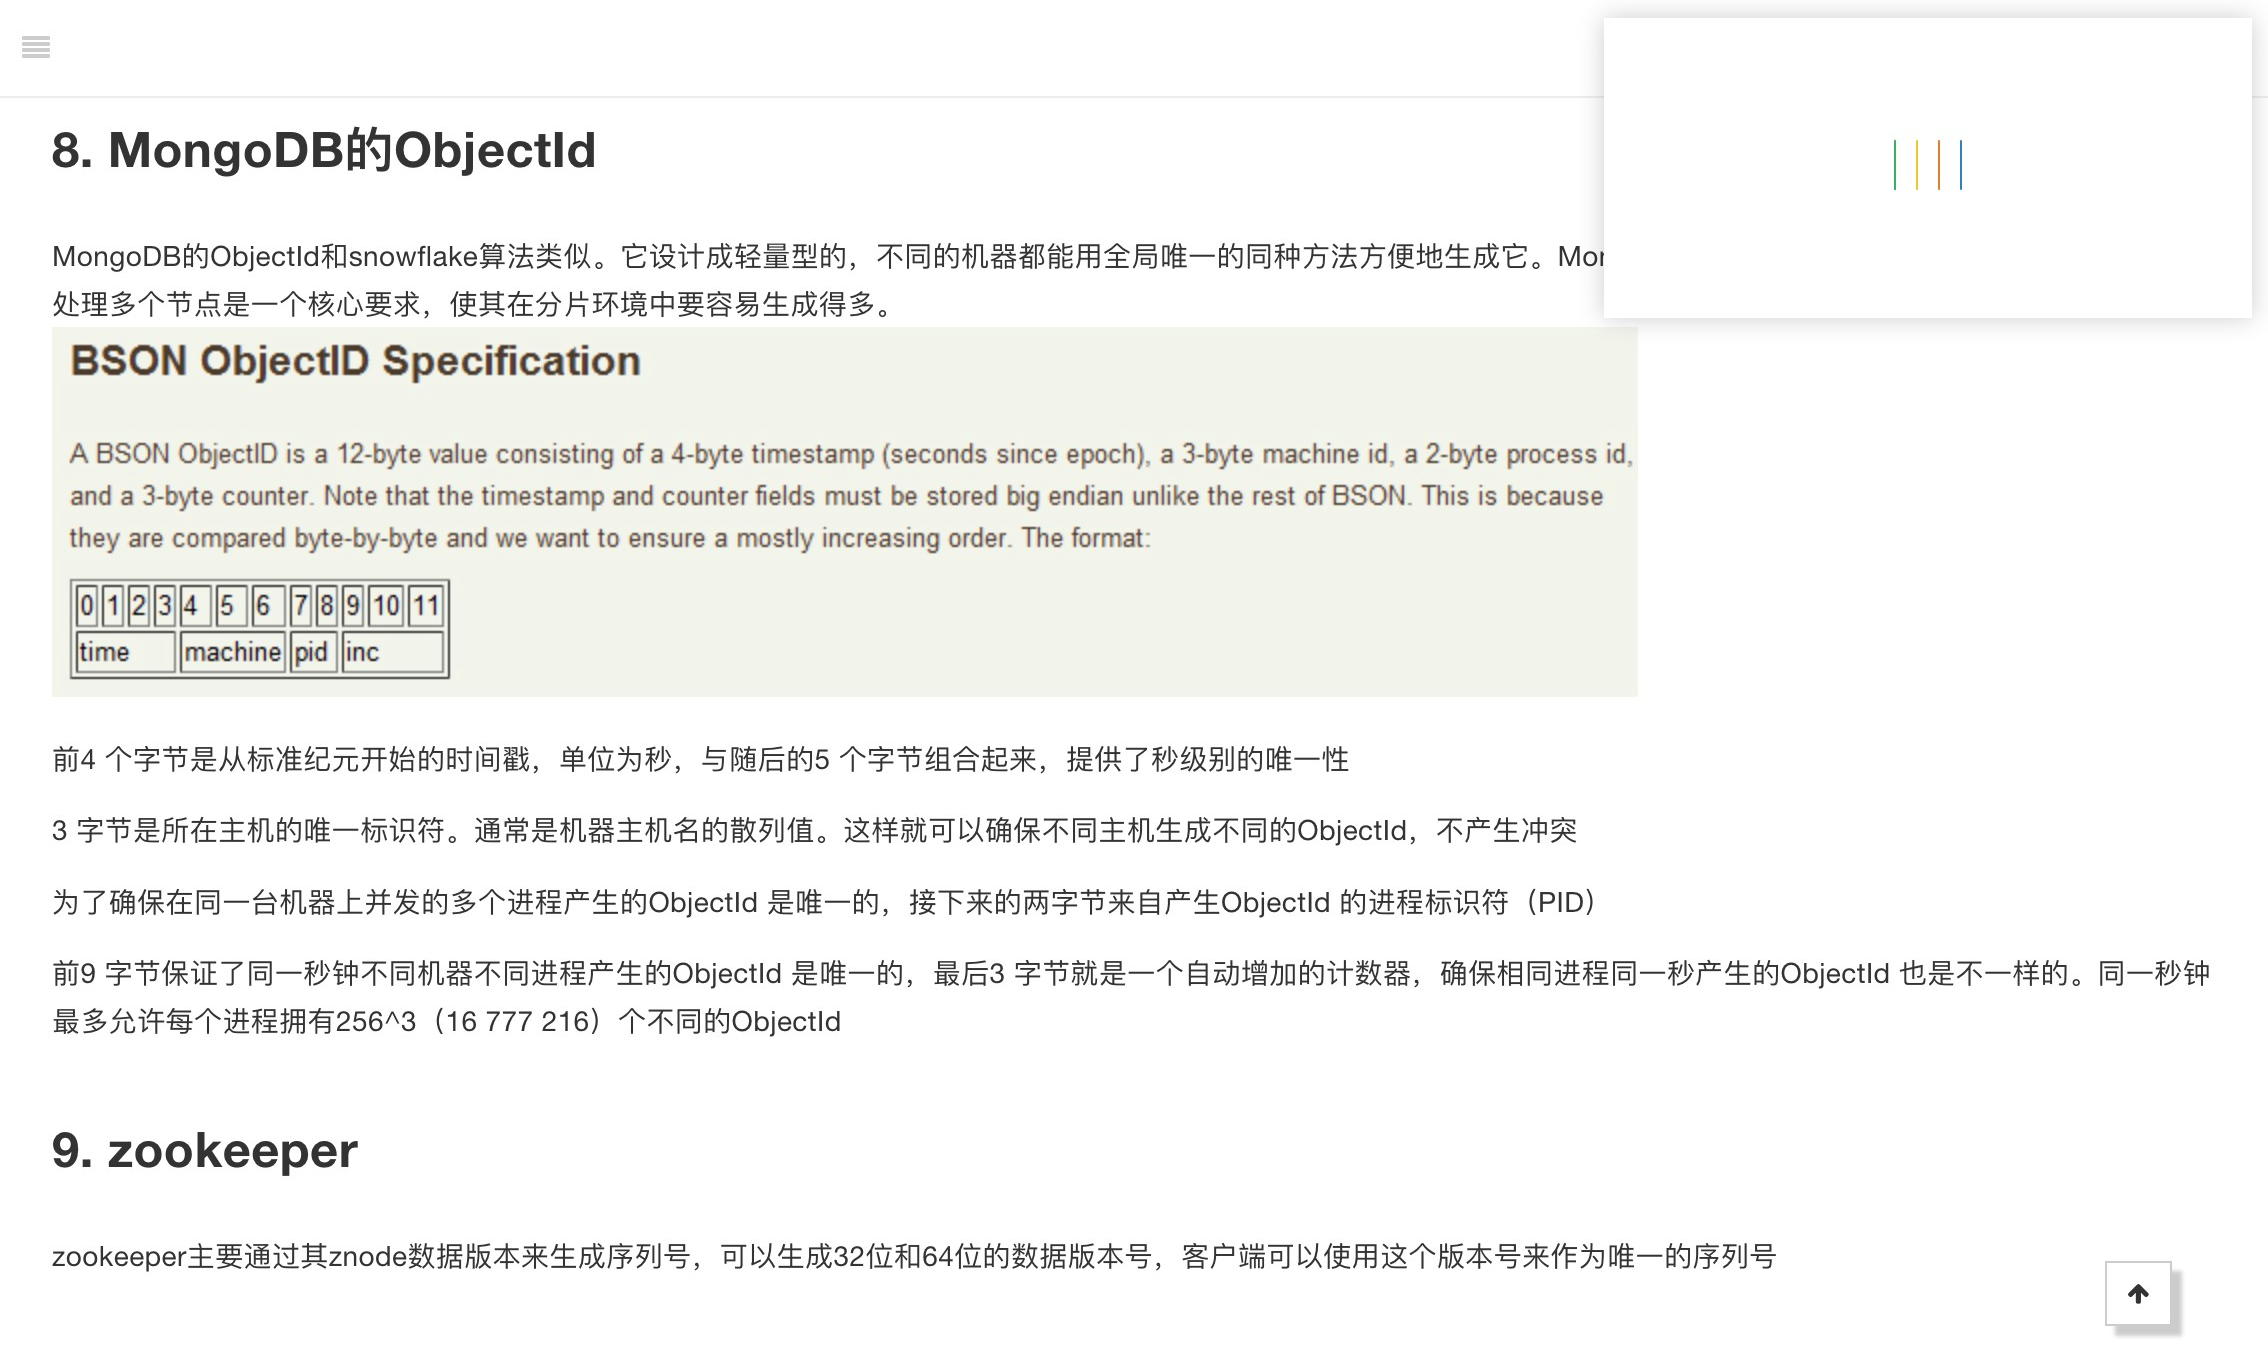 8. MongoDB的ObjectId
MongoDB的ObjectId和snowflake算法类似。它设计成轻量型的，不同的机器都能用全局唯一的同种方法方便地生成它。
处理多个节点是一个核心要求，使其在分片环境中要容易生成得多。
BSON ObjectID Specification
A BSON ObjectID is a 12-byte value consisting of a 4-byte timestamp (seconds since epoch), a 3-byte machine id, a 2-byte process id,
and a 3-byte counter. Note that the timestamp and counter fields must be stored big endian unlike the rest of BSON. This is because
they are compared byte-by-byte and we want to ensure a mostly increasing order. The format:
0 1 2 3 4 5 6 7 8 9 10 11
time machine pid inc
前4 个字节是从标准纪元开始的时间戳，单位为秒，与随后的5 个字节组合起来，提供了秒级别的唯一性
3 字节是所在主机的唯一标识符。通常是机器主机名的散列值。这样就可以确保不同主机生成不同的ObjectId，不产生冲突
为了确保在同一台机器上并发的多个进程产生的ObjectId 是唯一的，接下来的两字节来自产生ObjectId 的进程标识符（PID）
前9 字节保证了同一秒钟不同机器不同进程产生的ObjectId 是唯一的，最后3 字节就是一个自动增加的计数器，确保相同进程同一秒产生的ObjectId 也是不一样的。同一秒钟
最多允许每个进程拥有256^3（16 777 216）个不同的ObjectId
9. zookeeper
zookeeper主要通过其znode数据版本来生成序列号，可以生成32位和64位的数据版本号，客户端可以使用这个版本号来作为唯一的序列号